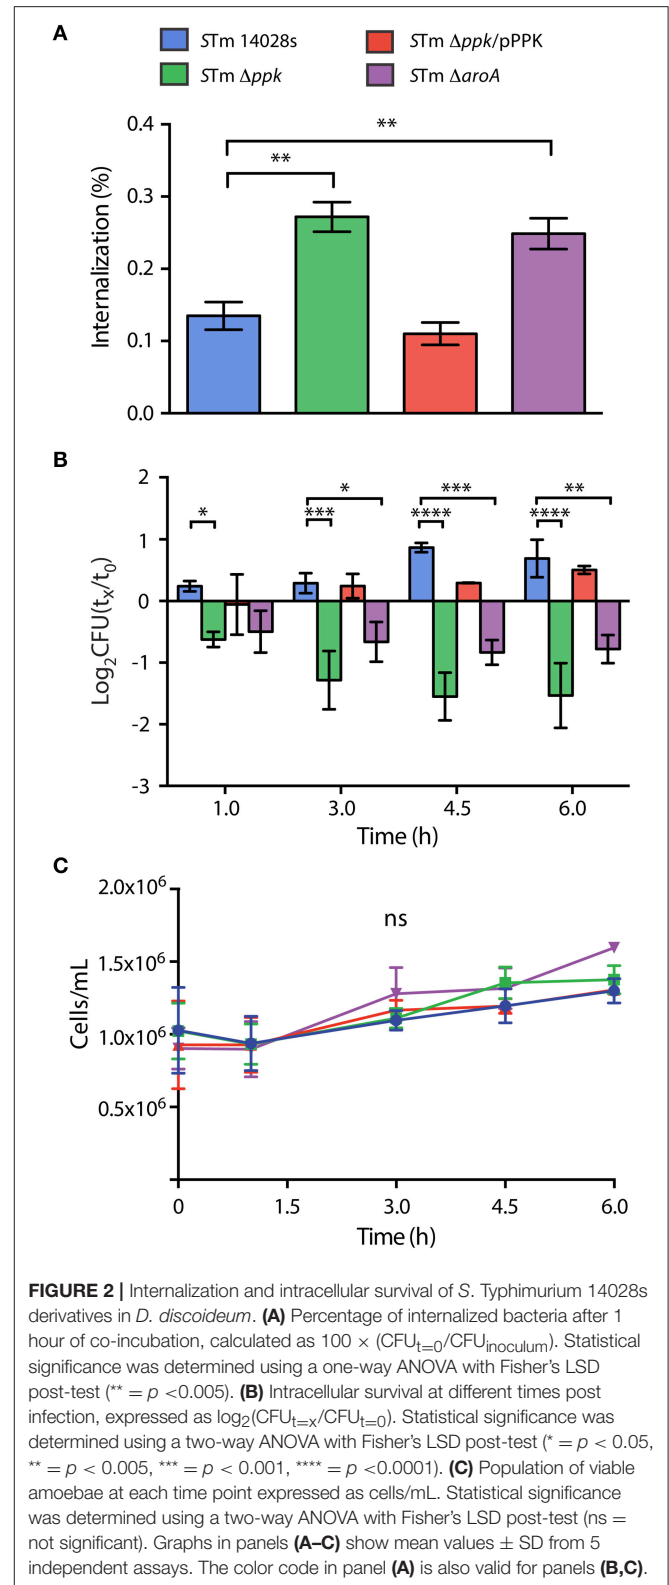 A
STm 14028s
STm Δppk/pPPK
STm Δppk
STm ΔaroA
Internalization (%)
0.4
0.3
0.2
0.1
0.0
**
**
B
Log2CFU(tx/t0)
2
1
0
-1
-2
-3
*
***
*
****
***
****
**
1.0
3.0
4.5
6.0
Time (h)
C
Cells/mL
2.0x10⁶
1.5x10⁶
1.0x10⁶
0.5x10⁶
ns
0
1.5
3.0
4.5
6.0
Time (h)
FIGURE 2 | Internalization and intracellular survival of S. Typhimurium 14028s
derivatives in D. discoideum. (A) Percentage of internalized bacteria after 1
hour of co-incubation, calculated as 100 × (CFUt=0/CFUinoculum). Statistical
significance was determined using a one-way ANOVA with Fisher's LSD
post-test (** = p <0.005). (B) Intracellular survival at different times post
infection, expressed as log2(CFUt=x/CFUt=0). Statistical significance was
determined using a two-way ANOVA with Fisher's LSD post-test (* = p < 0.05,
** = p < 0.005, *** = p < 0.001, **** = p <0.0001). (C) Population of viable
amoebae at each time point expressed as cells/mL. Statistical significance
was determined using a two-way ANOVA with Fisher's LSD post-test (ns =
not significant). Graphs in panels (A–C) show mean values ± SD from 5
independent assays. The color code in panel (A) is also valid for panels (B,C).